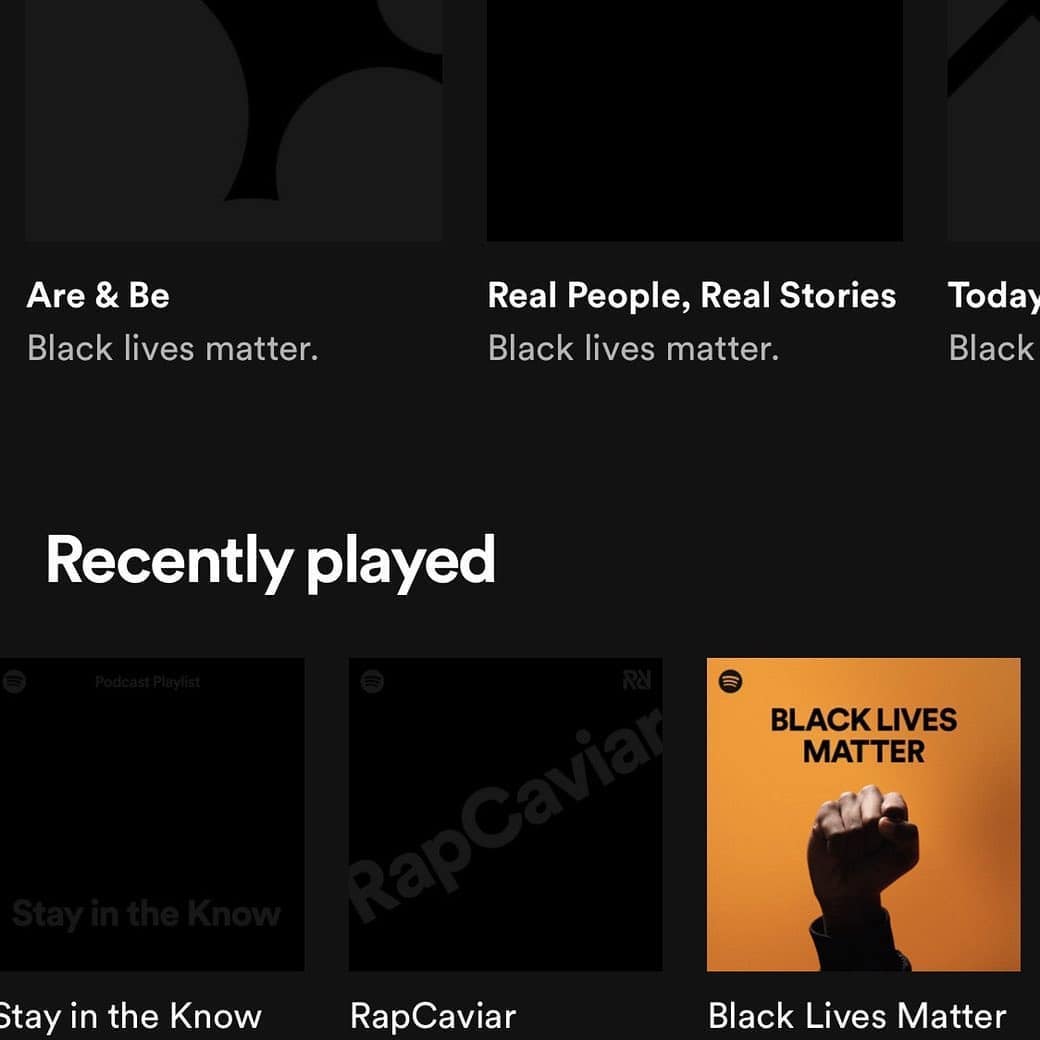 Are & Be
Black lives matter.
Real People, Real Stories
Black lives matter.
Today
Black
Recently played
Podcast Playlist
Stay in the Know
Stay in the Know
RapCaviar
RapCaviar
BLACK LIVES
MATTER
Black Lives Matter